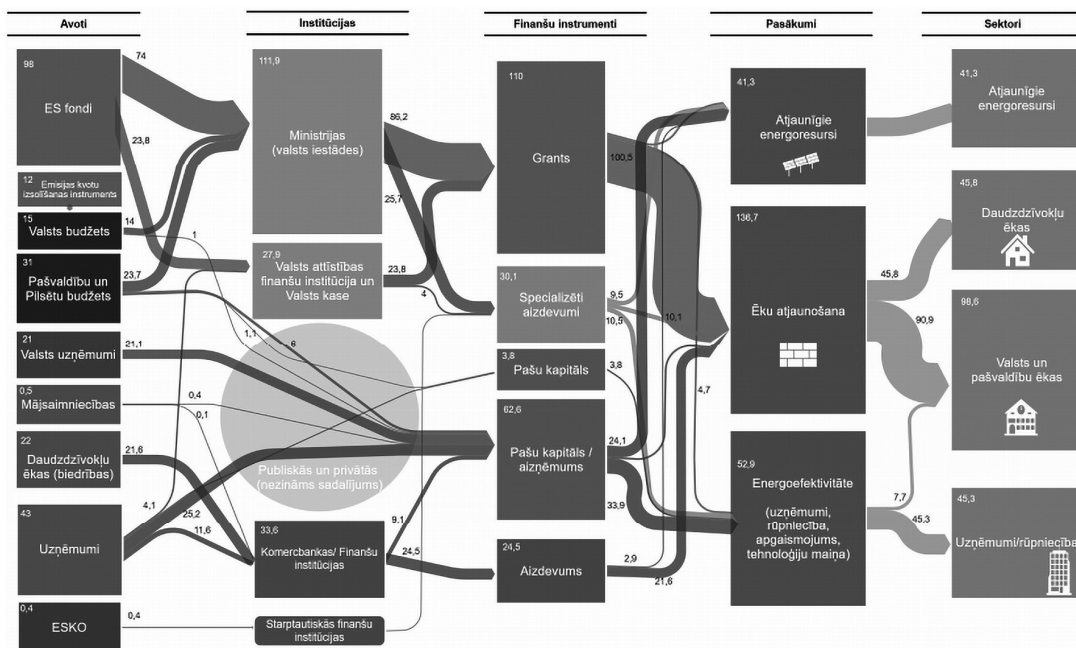 Avoti
Institūcijas
Finanšu instrumenti
Pasākumi
Sektori
98
ES fondi
12
Emisijas kvotu
izsolīšanas instruments
15
Valsts budžets
31
Pašvaldību un
Pilsētu budžets
21
Valsts uzņēmumi
0,5
Mājsaimniecības
22
Daudzdzīvokļu
ēkas (biedrības)
43
Uzņēmumi
0,4
ESKO
74
23,8
14
1
23,7
21,1
1,1
6
0,4
0,1
21,6
4,1
25,2
11,6
0,4
111,9
Ministrijas
(valsts iestādes)
27,9
Valsts attīstības
finanšu institūcija un
Valsts kase
Publiskās un privātās
(nezināms sadalījums)
33,6
Komercbankas/ Finanšu
institūcijas
Starptautiskās finanšu
institūcijas
86,2
25,7
23,8
4
9,1
24,5
110
Grants
30,1
Specializēti
aizdevumi
3,8
Pašu kapitāls
62,6
Pašu kapitāls /
aizņēmums
24,5
Aizdevums
100,5
9,5
10,5
10,1
3,8
4,7
24,1
33,9
2,9
21,6
41,3
Atjaunīgie
energoresursi
136,7
Ēku atjaunošana
52,9
Energoefektivitāte
(uzņēmumi,
rūpniecība,
apgaismojums,
tehnoloģiju maiņa)
45,8
90,9
7,7
45,3
41,3
Atjaunīgie
energoresursi
45,8
Daudzdzīvokļu
ēkas
98,6
Valsts un
pašvaldību ēkas
45,3
Uzņēmumi/rūpniecība